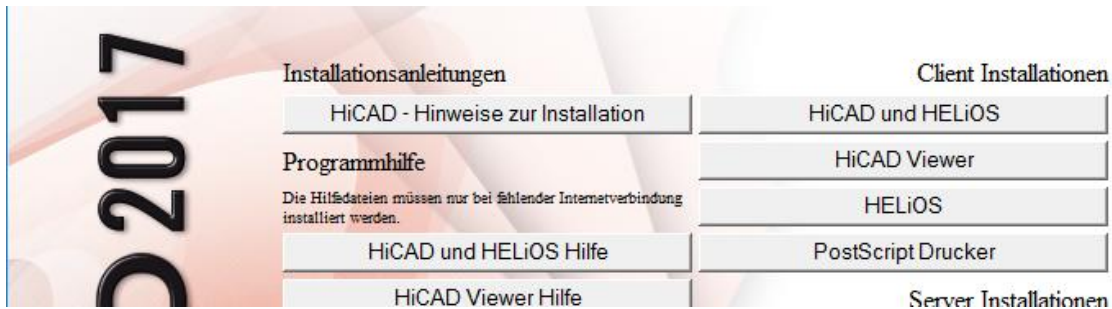 2017
Installationsanleitungen
HiCAD - Hinweise zur Installation
Programmhilfe
Die Hilfedateien müssen nur bei fehlender Internetverbindung
installiert werden.
HiCAD und HELiOS Hilfe
HiCAD Viewer Hilfe
Client Installationen
HiCAD und HELiOS
HiCAD Viewer
HELiOS
PostScript Drucker
Server Installationen